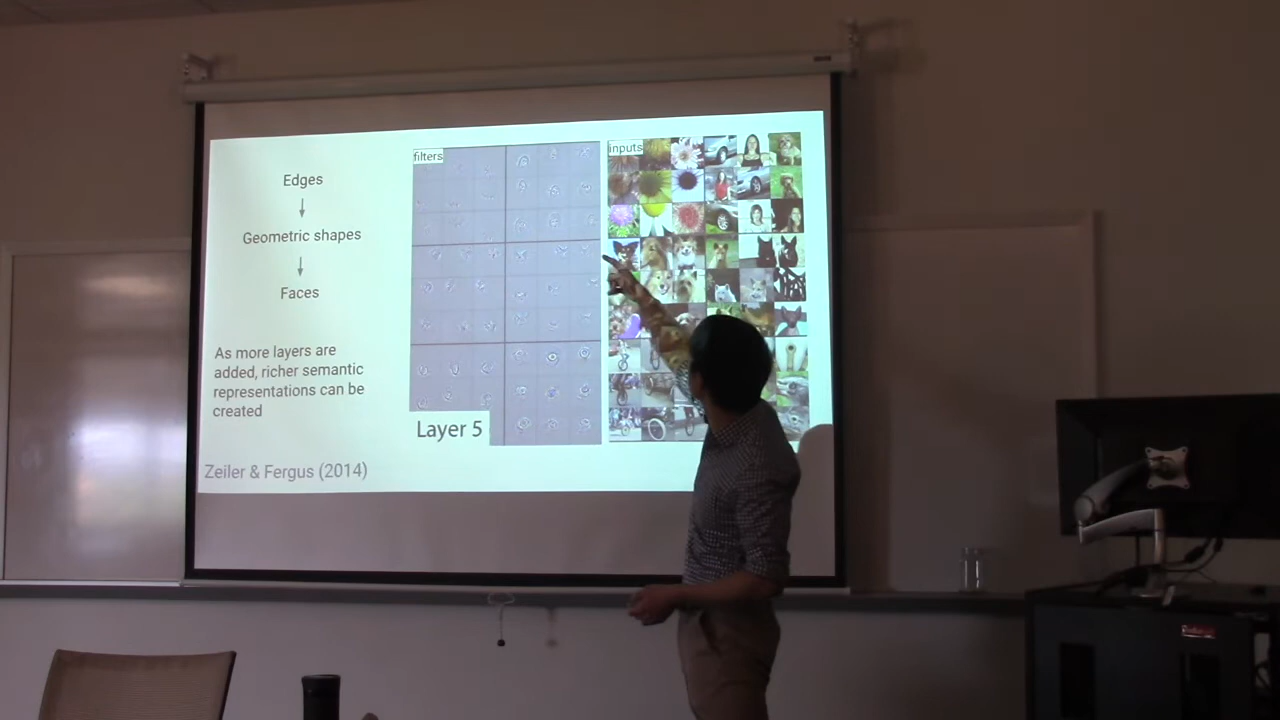 Edges
Geometric shapes
Faces
As more layers are
added, richer semantic
representations can be
created
Zeiler & Fergus (2014)
filters
Layer 5
inputs